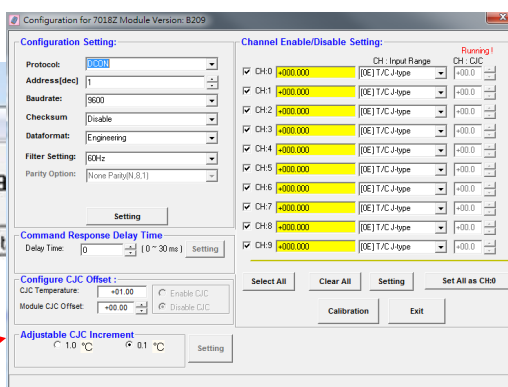 Configuration for 7018Z Module Version: B209
Configuration Setting:
Protocol: DCON
Address[dec] 1
Baudrate: 9600
Checksum Disable
Dataformat: Engineering
Filter Setting: 60Hz
Parity Option: None Parity(N,8,1)
Setting
Command Response Delay Time
Delay Time: 0 ( 0 ~ 30 ms ) Setting
Configure CJC Offset :
CJC Temperature: +01.00 Enable CJC
Module CJC Offset: +00.00 Disable CJC
Adjustable CJC Increment
1.0 °C 0.1 °C Setting
Channel Enable/Disable Setting:
Running !
CH : Input Range CH : CJC
CH:0 +000.000 [0E] T/C J-type +00.0
CH:1 +000.000 [0E] T/C J-type +00.0
CH:2 +000.000 [0E] T/C J-type +00.0
CH:3 +000.000 [0E] T/C J-type +00.0
CH:4 +000.000 [0E] T/C J-type +00.0
CH:5 +000.000 [0E] T/C J-type +00.0
CH:6 +000.000 [0E] T/C J-type +00.0
CH:7 +000.000 [0E] T/C J-type +00.0
CH:8 +000.000 [0E] T/C J-type +00.0
CH:9 +000.000 [0E] T/C J-type +00.0
Select All Clear All Setting Set All as CH:0
Calibration Exit